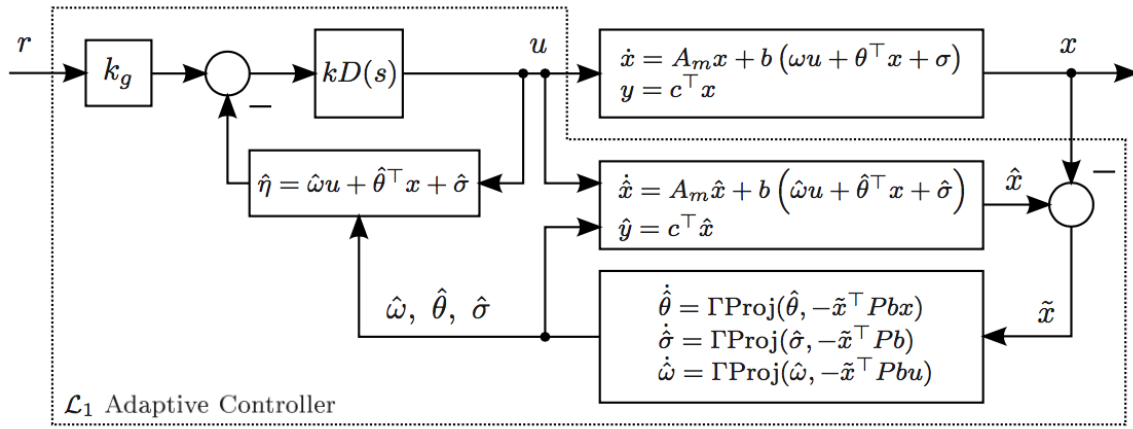 r
k_g
−
kD(s)
u
ẋ = A_m x + b (ωu + θ^⊤ x + σ)
y = c^⊤ x
x
η̂ = ω̂u + θ̂^⊤ x + σ̂
x̂̇ = A_m x̂ + b (ω̂u + θ̂^⊤ x + σ̂)
ŷ = c^⊤ x̂
x̂
−
ω̂, θ̂, σ̂
θ̂̇ = ΓProj(θ̂, −x̃^⊤ Pbx)
σ̂̇ = ΓProj(σ̂, −x̃^⊤ Pb)
ω̂̇ = ΓProj(ω̂, −x̃^⊤ Pbu)
x̃
ℒ₁ Adaptive Controller